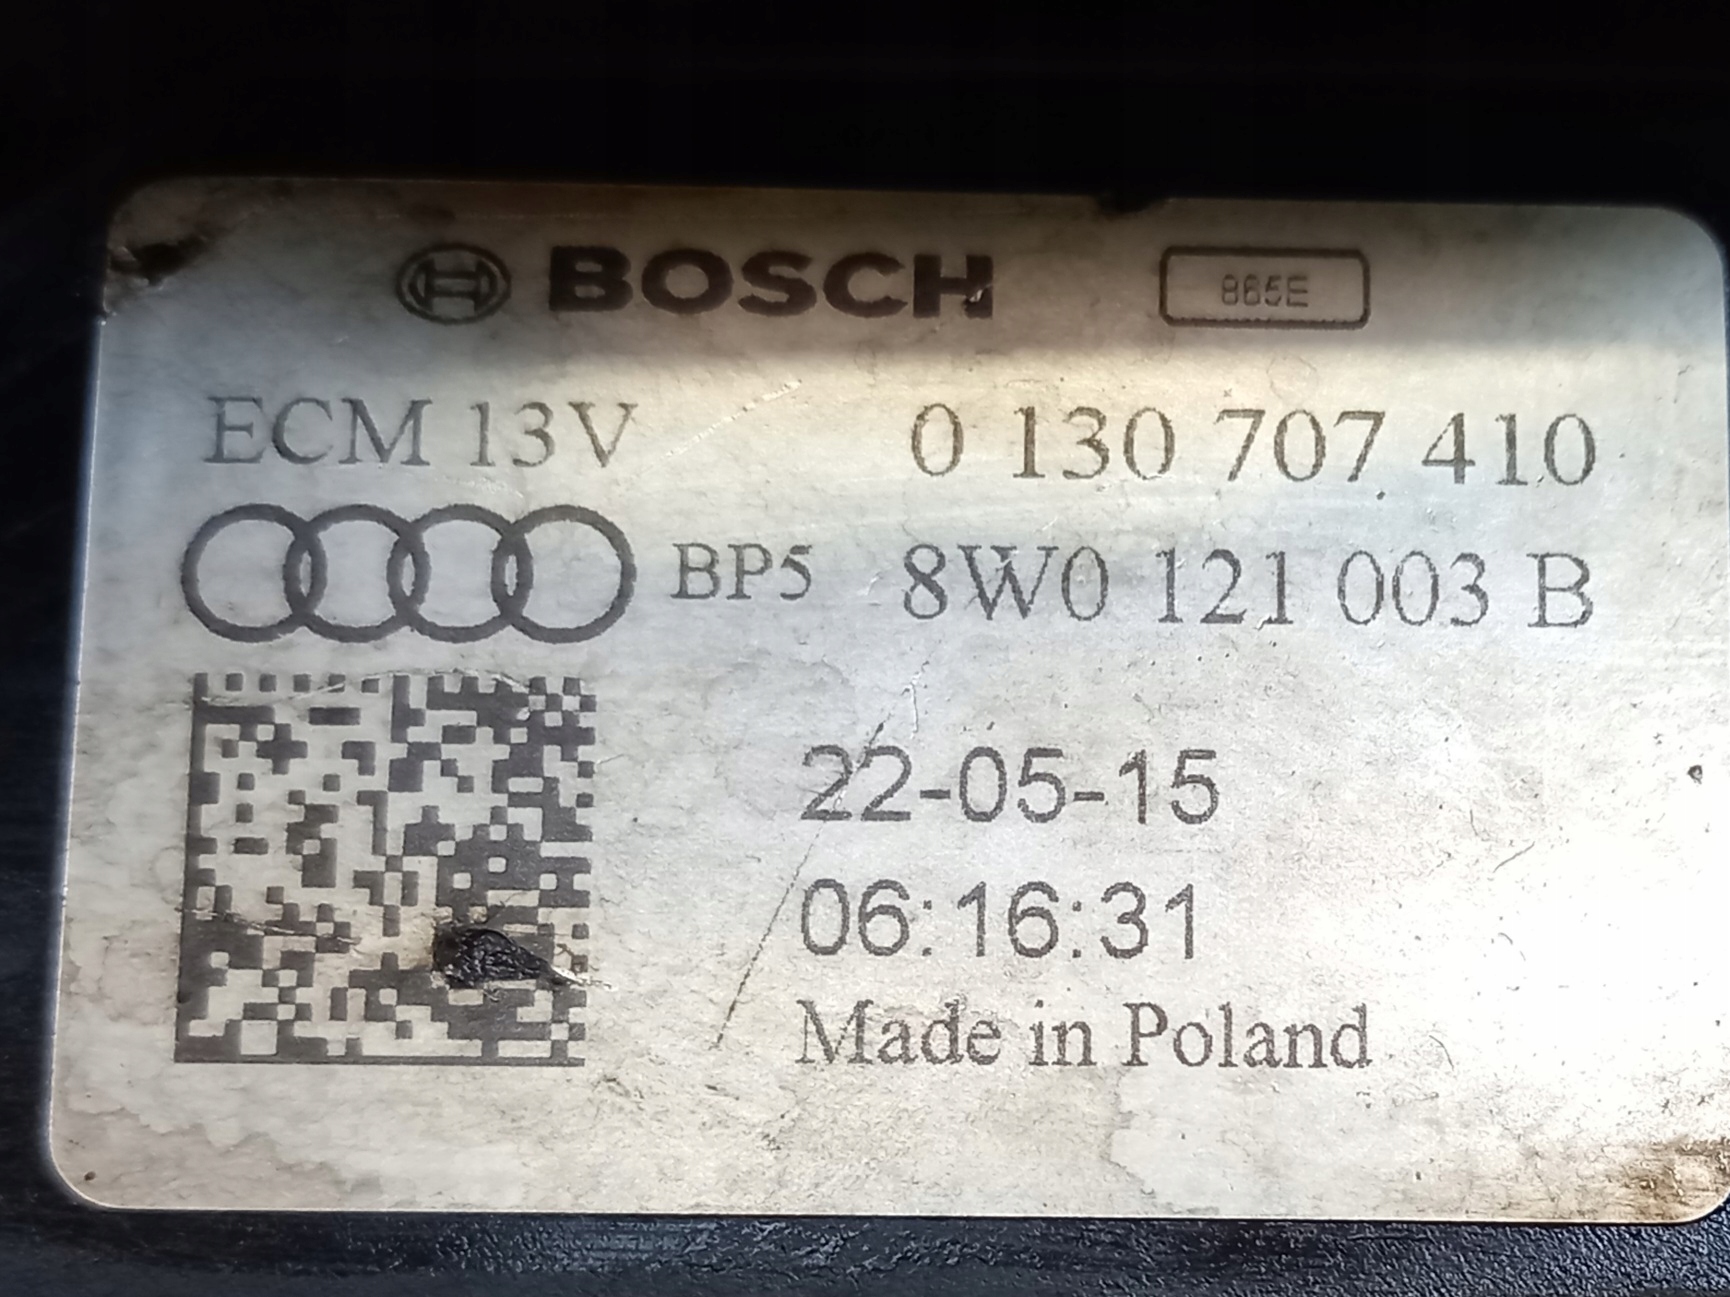 BOSCH 865E
ECM 13V 0 130 707 410
BP5 8W0 121 003 B
22-05-15
06:16:31
Made in Poland